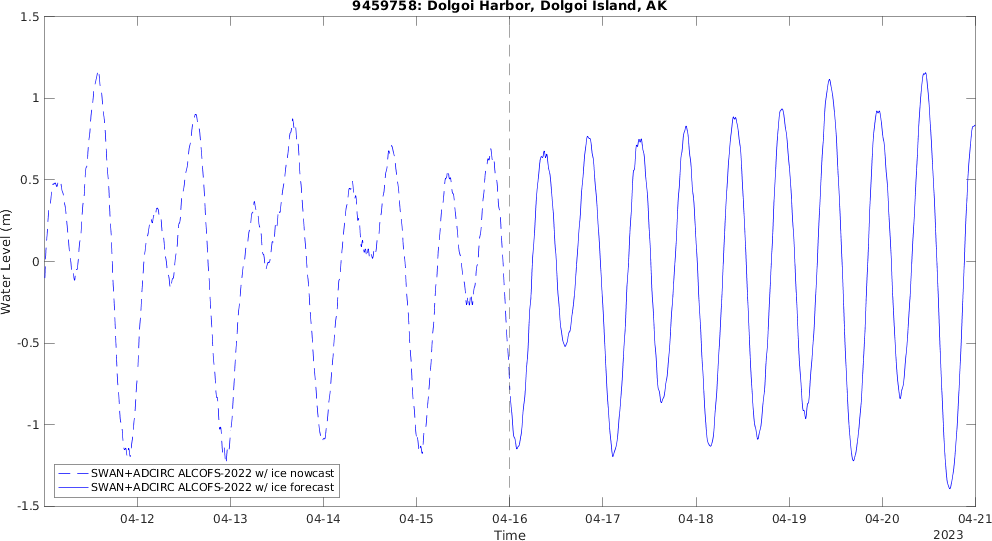 9459758: Dolgoi Harbor, Dolgoi Island, AK
1.5
1
0.5
0
-0.5
-1
-1.5
Water Level (m)
SWAN+ADCIRC ALCOFS-2022 w/ ice nowcast
SWAN+ADCIRC ALCOFS-2022 w/ ice forecast
04-12 04-13 04-14 04-15 04-16 04-17 04-18 04-19 04-20 04-21
Time
2023